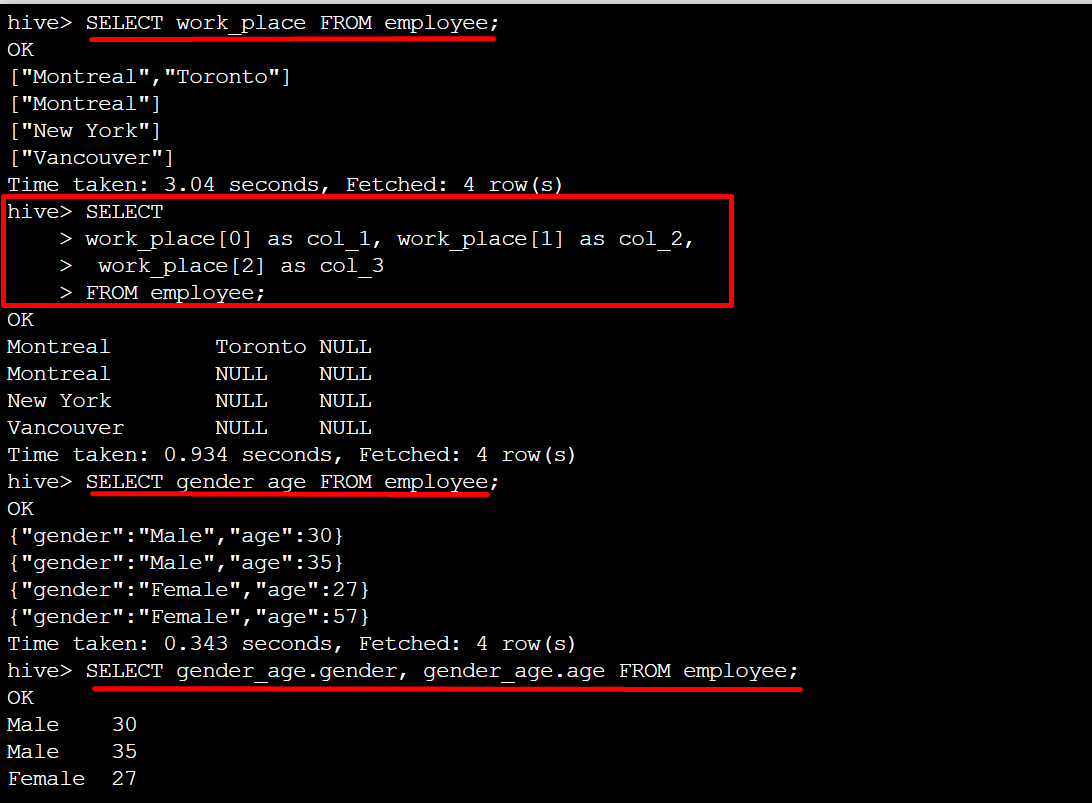 hive> SELECT work_place FROM employee;
OK
["Montreal","Toronto"]
["Montreal"]
["New York"]
["Vancouver"]
Time taken: 3.04 seconds, Fetched: 4 row(s)
hive> SELECT
    > work_place[0] as col_1, work_place[1] as col_2,
    >  work_place[2] as col_3
    > FROM employee;
OK
Montreal        Toronto NULL
Montreal        NULL    NULL
New York        NULL    NULL
Vancouver       NULL    NULL
Time taken: 0.934 seconds, Fetched: 4 row(s)
hive> SELECT gender age FROM employee;
OK
{"gender":"Male","age":30}
{"gender":"Male","age":35}
{"gender":"Female","age":27}
{"gender":"Female","age":57}
Time taken: 0.343 seconds, Fetched: 4 row(s)
hive> SELECT gender_age.gender, gender_age.age FROM employee;
OK
Male    30
Male    35
Female  27